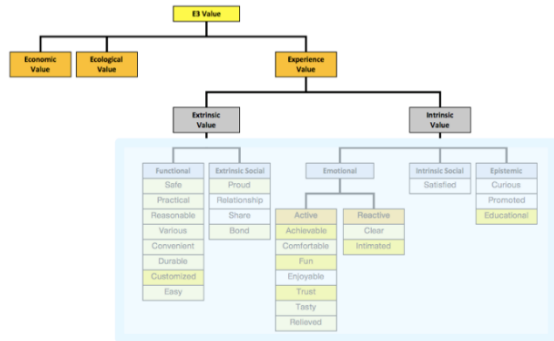 E3 Value
Economic
Value
Ecological
Value
Experience
Value
Extrinsic
Value
Intrinsic
Value
Functional
Safe
Practical
Reasonable
Various
Convenient
Durable
Customized
Easy
Extrinsic Social
Proud
Relationship
Share
Bond
Emotional
Active
Achievable
Comfortable
Fun
Enjoyable
Trust
Tasty
Relieved
Reactive
Clear
Intimated
Intrinsic Social
Satisfied
Epistemic
Curious
Promoted
Educational